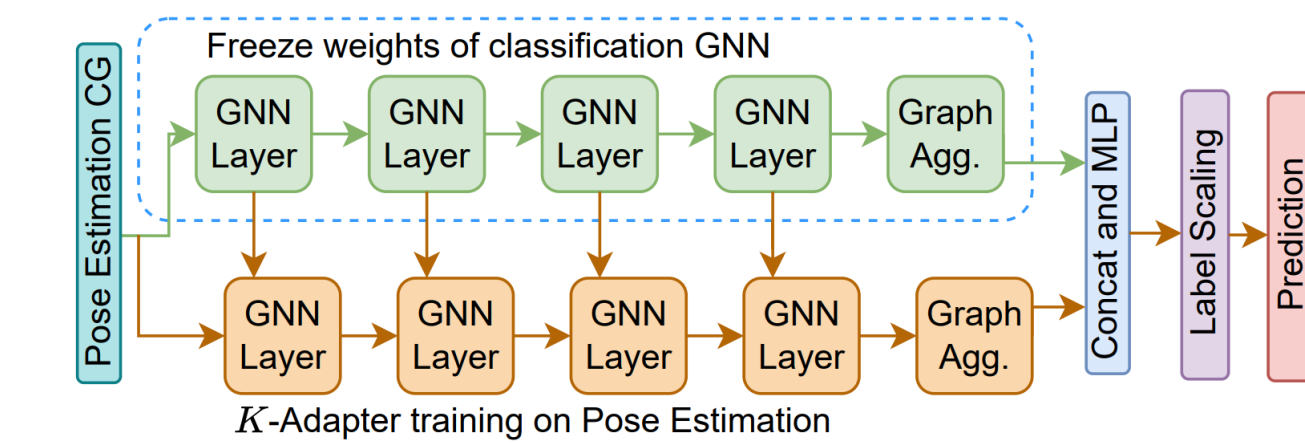 Pose Estimation CG
Freeze weights of classification GNN
GNN
Layer
GNN
Layer
GNN
Layer
GNN
Layer
Graph
Agg.
GNN
Layer
GNN
Layer
GNN
Layer
GNN
Layer
Graph
Agg.
K-Adapter training on Pose Estimation
Concat and MLP
Label Scaling
Prediction